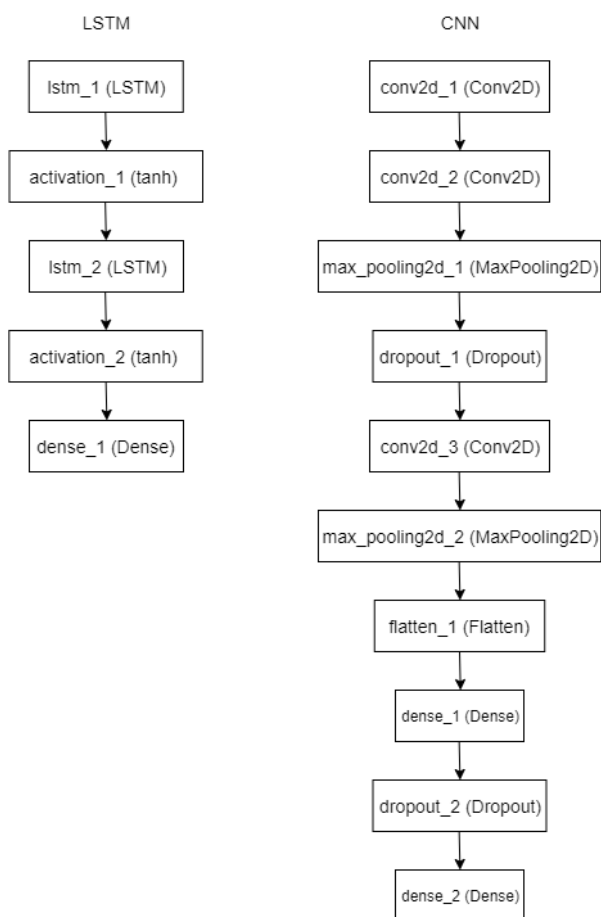 LSTM
lstm_1 (LSTM)
activation_1 (tanh)
lstm_2 (LSTM)
activation_2 (tanh)
dense_1 (Dense)
CNN
conv2d_1 (Conv2D)
conv2d_2 (Conv2D)
max_pooling2d_1 (MaxPooling2D)
dropout_1 (Dropout)
conv2d_3 (Conv2D)
max_pooling2d_2 (MaxPooling2D)
flatten_1 (Flatten)
dense_1 (Dense)
dropout_2 (Dropout)
dense_2 (Dense)